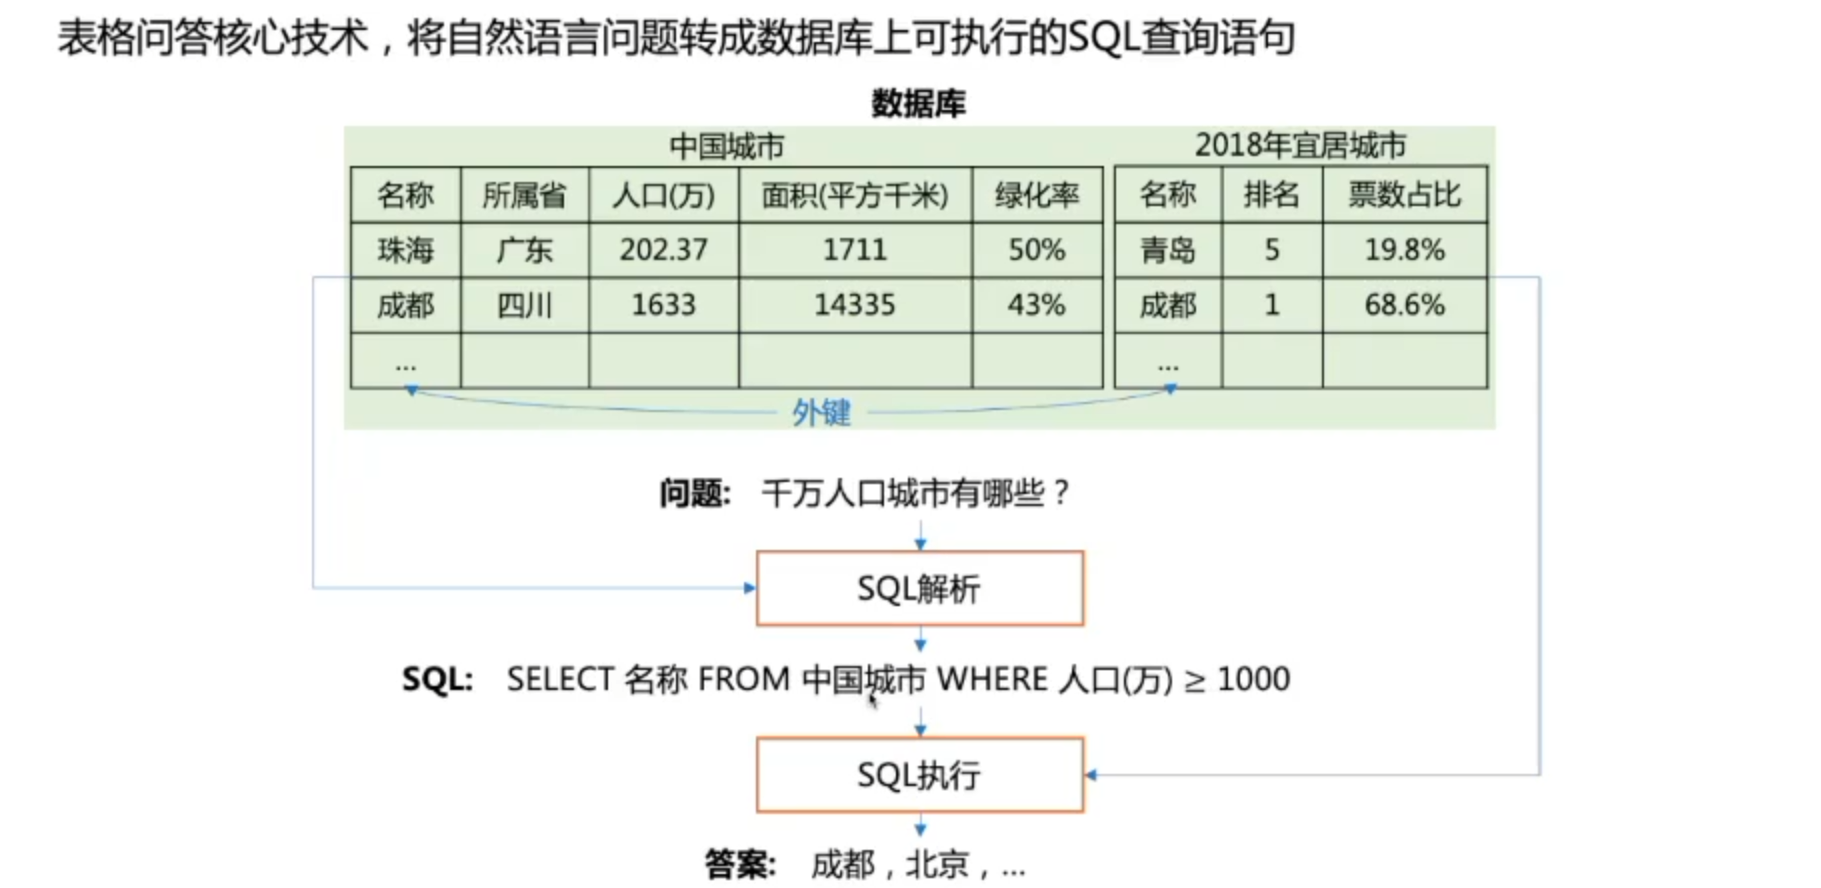 表格问答核心技术，将自然语言问题转成数据库上可执行的SQL查询语句
数据库
中国城市
名称 所属省 人口(万) 面积(平方千米) 绿化率
珠海 广东 202.37 1711 50%
成都 四川 1633 14335 43%
...
2018年宜居城市
名称 排名 票数占比
青岛 5 19.8%
成都 1 68.6%
...
外键
问题: 千万人口城市有哪些？
SQL解析
SQL: SELECT 名称 FROM 中国城市 WHERE 人口(万) ≥ 1000
SQL执行
答案: 成都，北京，...